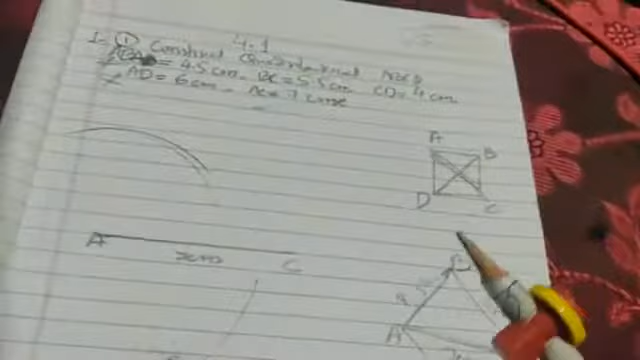 4.1
1. ① Construct Quadrilateral ABCD
AB = 4.5 cm BC = 5.5 cm CD = 4 cm
AD = 6 cm AC = 7 cm
A B
D C
A 7cm C
B
A